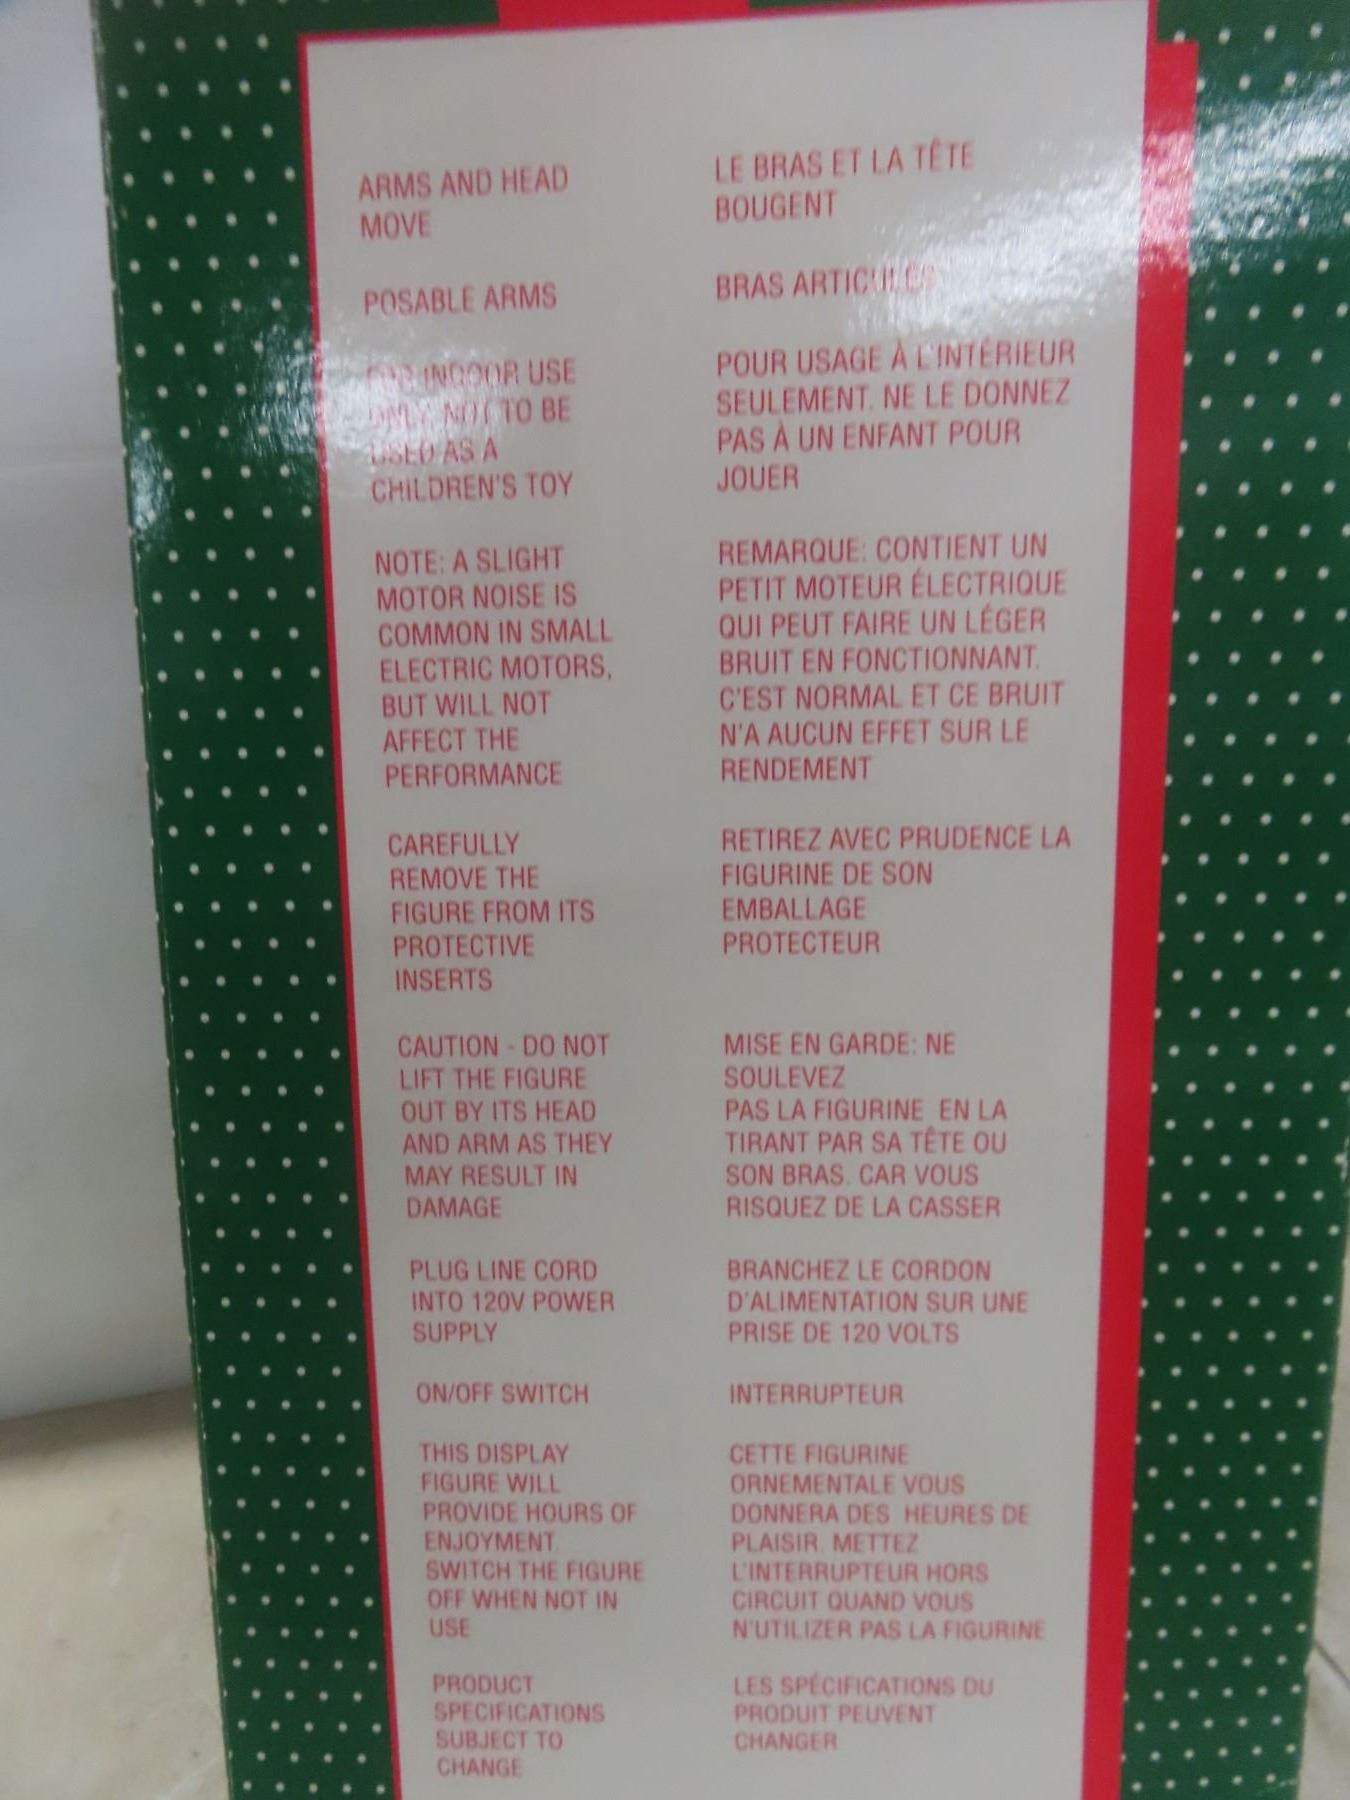 ARMS AND HEAD
MOVE
POSABLE ARMS
FOR INDOOR USE
ONLY NOT TO BE
USED AS A
CHILDREN'S TOY
NOTE: A SLIGHT
MOTOR NOISE IS
COMMON IN SMALL
ELECTRIC MOTORS,
BUT WILL NOT
AFFECT THE
PERFORMANCE
CAREFULLY
REMOVE THE
FIGURE FROM ITS
PROTECTIVE
INSERTS
CAUTION - DO NOT
LIFT THE FIGURE
OUT BY ITS HEAD
AND ARM AS THEY
MAY RESULT IN
DAMAGE
PLUG LINE CORD
INTO 120V POWER
SUPPLY
ON/OFF SWITCH
THIS DISPLAY
FIGURE WILL
PROVIDE HOURS OF
ENJOYMENT.
SWITCH THE FIGURE
OFF WHEN NOT IN
USE
PRODUCT
SPECIFICATIONS
SUBJECT TO
CHANGE
LE BRAS ET LA TÊTE
BOUGENT
BRAS ARTICULÉS
POUR USAGE À L'INTÉRIEUR
SEULEMENT. NE LE DONNEZ
PAS À UN ENFANT POUR
JOUER
REMARQUE: CONTIENT UN
PETIT MOTEUR ÉLECTRIQUE
QUI PEUT FAIRE UN LÉGER
BRUIT EN FONCTIONNANT.
C'EST NORMAL ET CE BRUIT
N'A AUCUN EFFET SUR LE
RENDEMENT
RETIREZ AVEC PRUDENCE LA
FIGURINE DE SON
EMBALLAGE
PROTECTEUR
MISE EN GARDE: NE
SOULEVEZ
PAS LA FIGURINE EN LA
TIRANT PAR SA TÊTE OU
SON BRAS. CAR VOUS
RISQUEZ DE LA CASSER
BRANCHEZ LE CORDON
D'ALIMENTATION SUR UNE
PRISE DE 120 VOLTS
INTERRUPTEUR
CETTE FIGURINE
ORNEMENTALE VOUS
DONNERA DES HEURES DE
PLAISIR. METTEZ
L'INTERRUPTEUR HORS
CIRCUIT QUAND VOUS
N'UTILIZER PAS LA FIGURINE
LES SPÉCIFICATIONS DU
PRODUIT PEUVENT
CHANGER